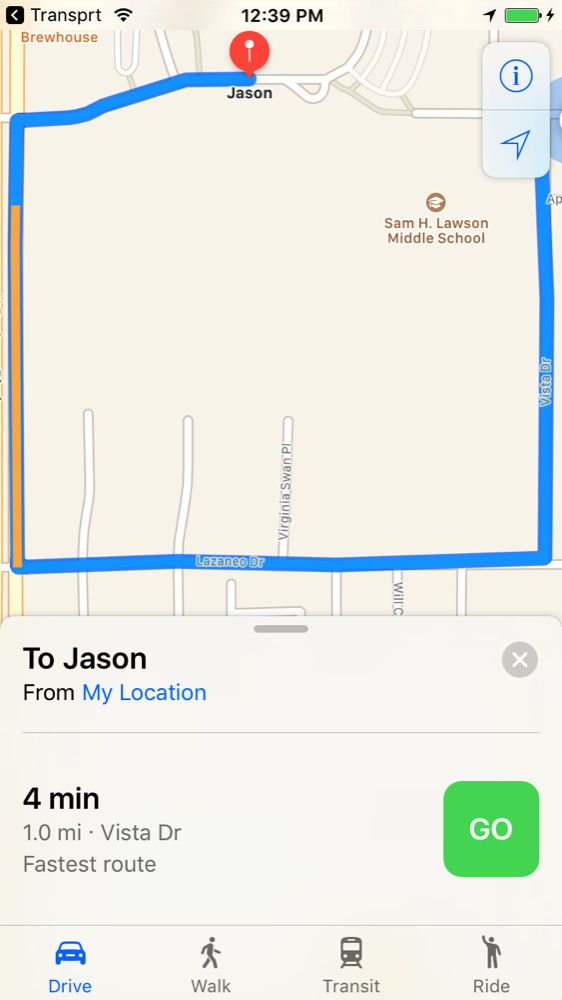 Transprt
12:39 PM
Brewhouse
Jason
Sam H. Lawson
Middle School
Ap
Vista Dr
Virginia Swan Pl
Lazaneo Dr
Will C
To Jason
From My Location
4 min
1.0 mi · Vista Dr
Fastest route
GO
Drive
Walk
Transit
Ride